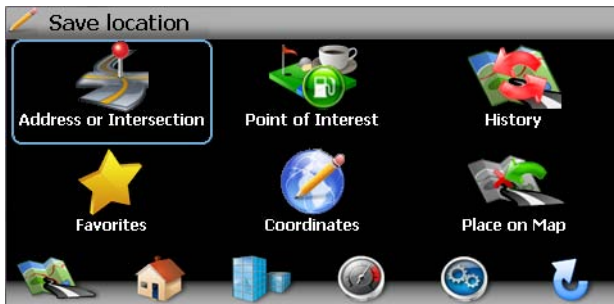 Save location
Address or Intersection
Point of Interest
History
Favorites
Coordinates
Place on Map